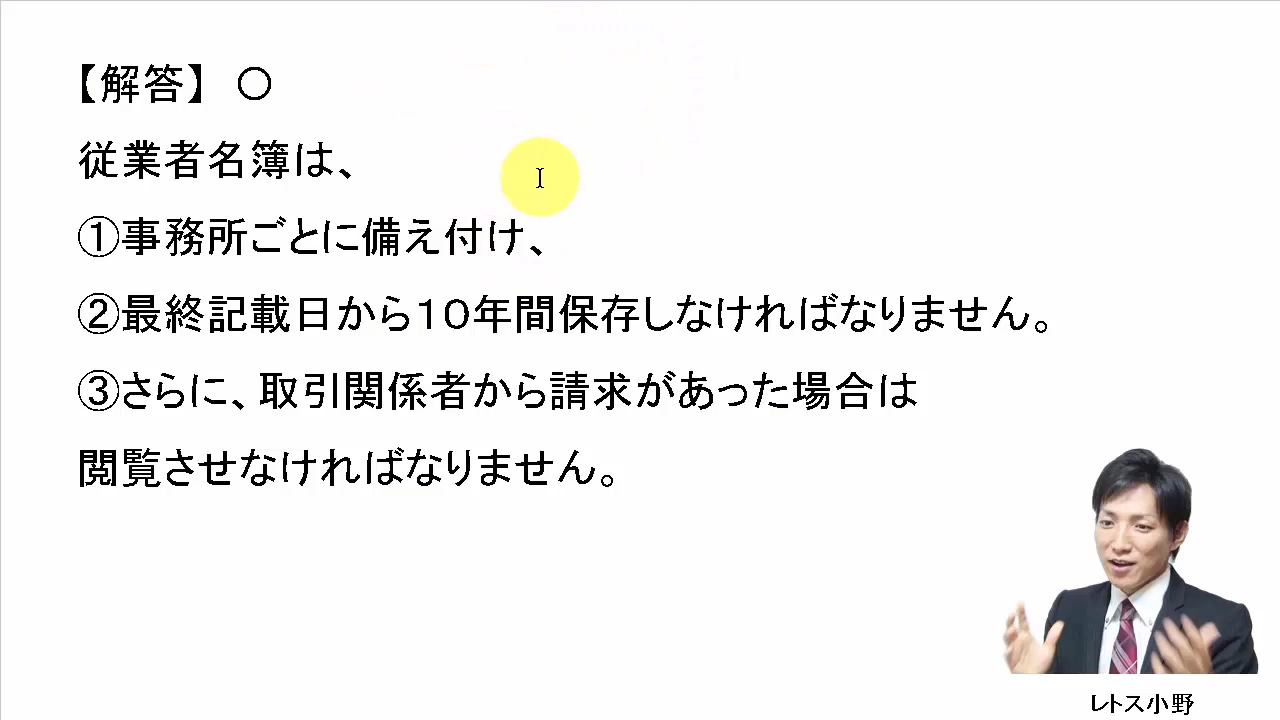 【解答】 ○
従業者名簿は、
①事務所ごとに備え付け、
②最終記載日から１０年間保存しなければなりません。
③さらに、取引関係者から請求があった場合は
閲覧させなければなりません。
レトス小野